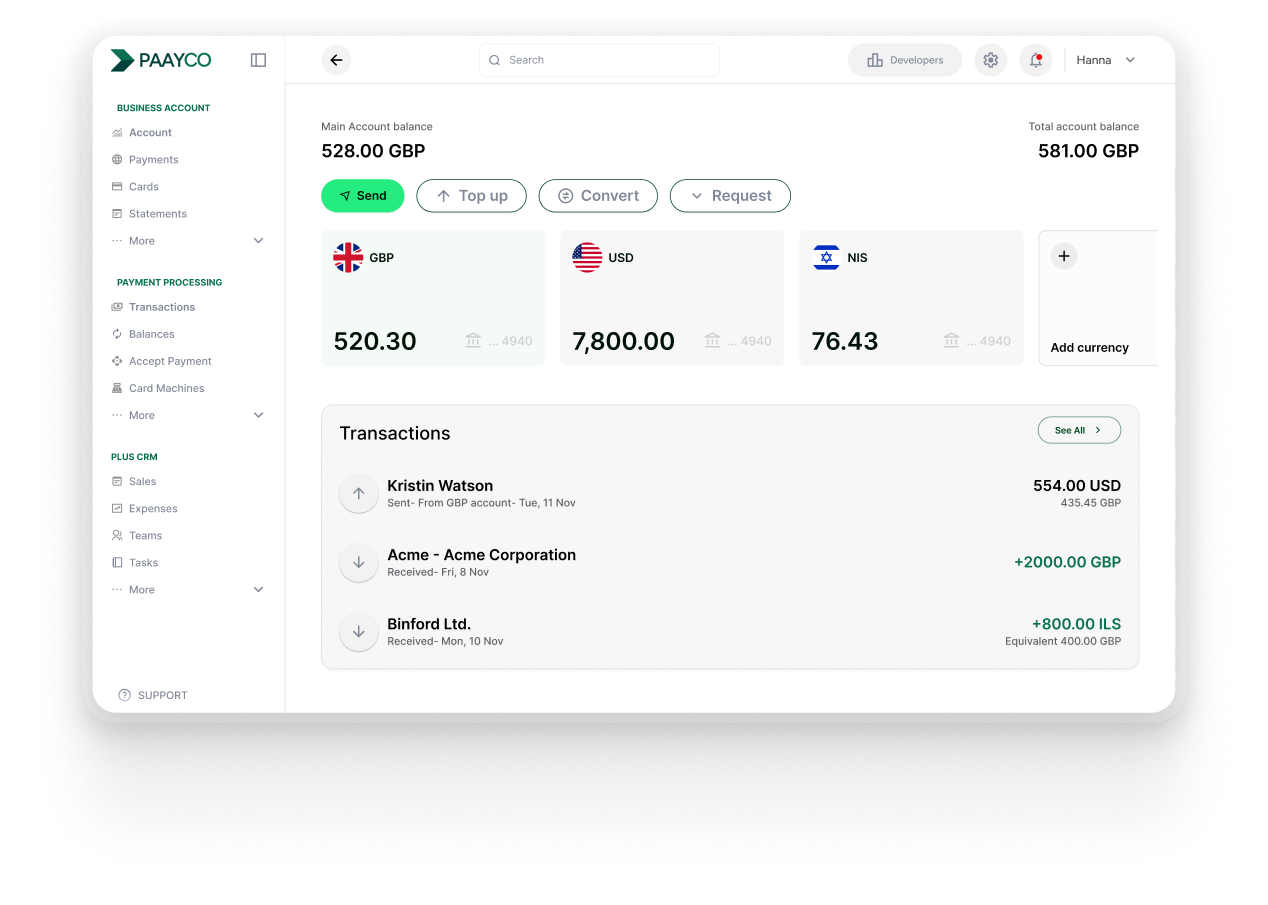 PAAYCO
Search
Developers
Hanna
BUSINESS ACCOUNT
Account
Payments
Cards
Statements
More
PAYMENT PROCESSING
Transactions
Balances
Accept Payment
Card Machines
More
PLUS CRM
Sales
Expenses
Teams
Tasks
More
SUPPORT
Main Account balance
528.00 GBP
Total account balance
581.00 GBP
Send
Top up
Convert
Request
GBP
520.30
... 4940
USD
7,800.00
... 4940
NIS
76.43
... 4940
Add currency
Transactions
See All
Kristin Watson
Sent- From GBP account- Tue, 11 Nov
554.00 USD
435.45 GBP
Acme - Acme Corporation
Received- Fri, 8 Nov
+2000.00 GBP
Binford Ltd.
Received- Mon, 10 Nov
+800.00 ILS
Equivalent 400.00 GBP